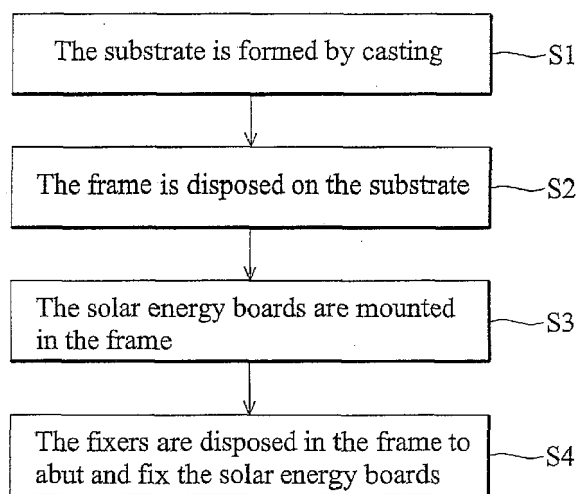 The substrate is formed by casting
S1
The frame is disposed on the substrate
S2
The solar energy boards are mounted
in the frame
S3
The fixers are disposed in the frame to
abut and fix the solar energy boards
S4